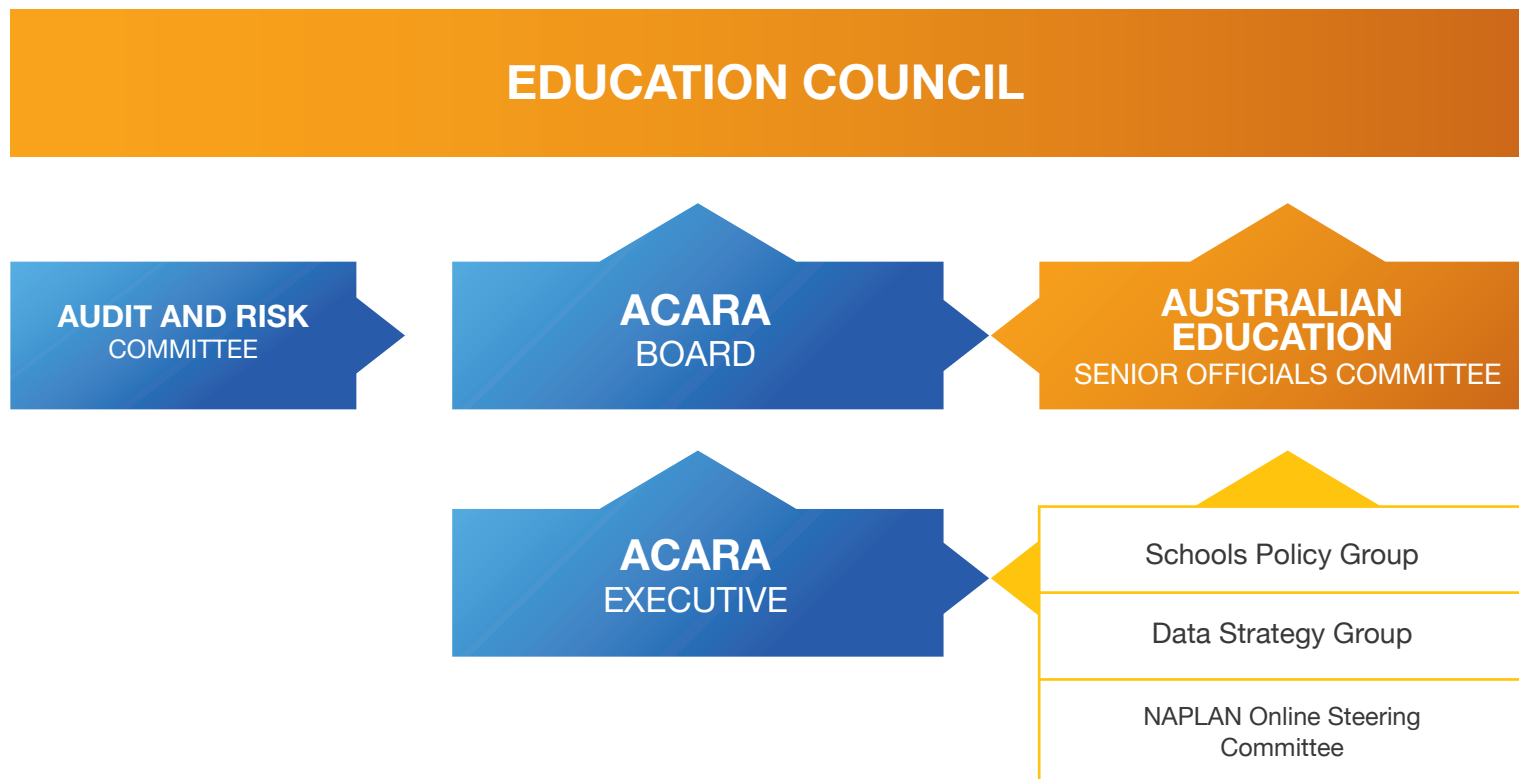 EDUCATION COUNCIL
AUDIT AND RISK
COMMITTEE
ACARA
BOARD
AUSTRALIAN
EDUCATION
SENIOR OFFICIALS COMMITTEE
ACARA
EXECUTIVE
Schools Policy Group
Data Strategy Group
NAPLAN Online Steering
Committee